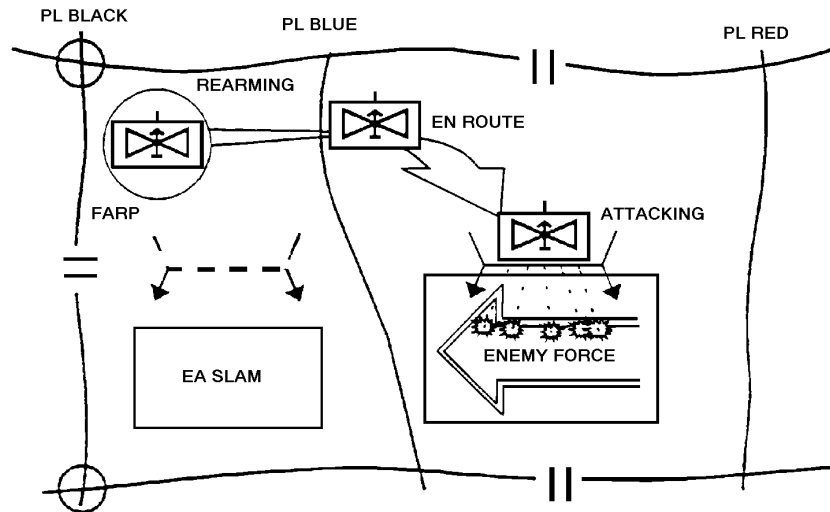 PL BLACK
PL BLUE
PL RED
REARMING
EN ROUTE
FARP
ATTACKING
ENEMY FORCE
EA SLAM